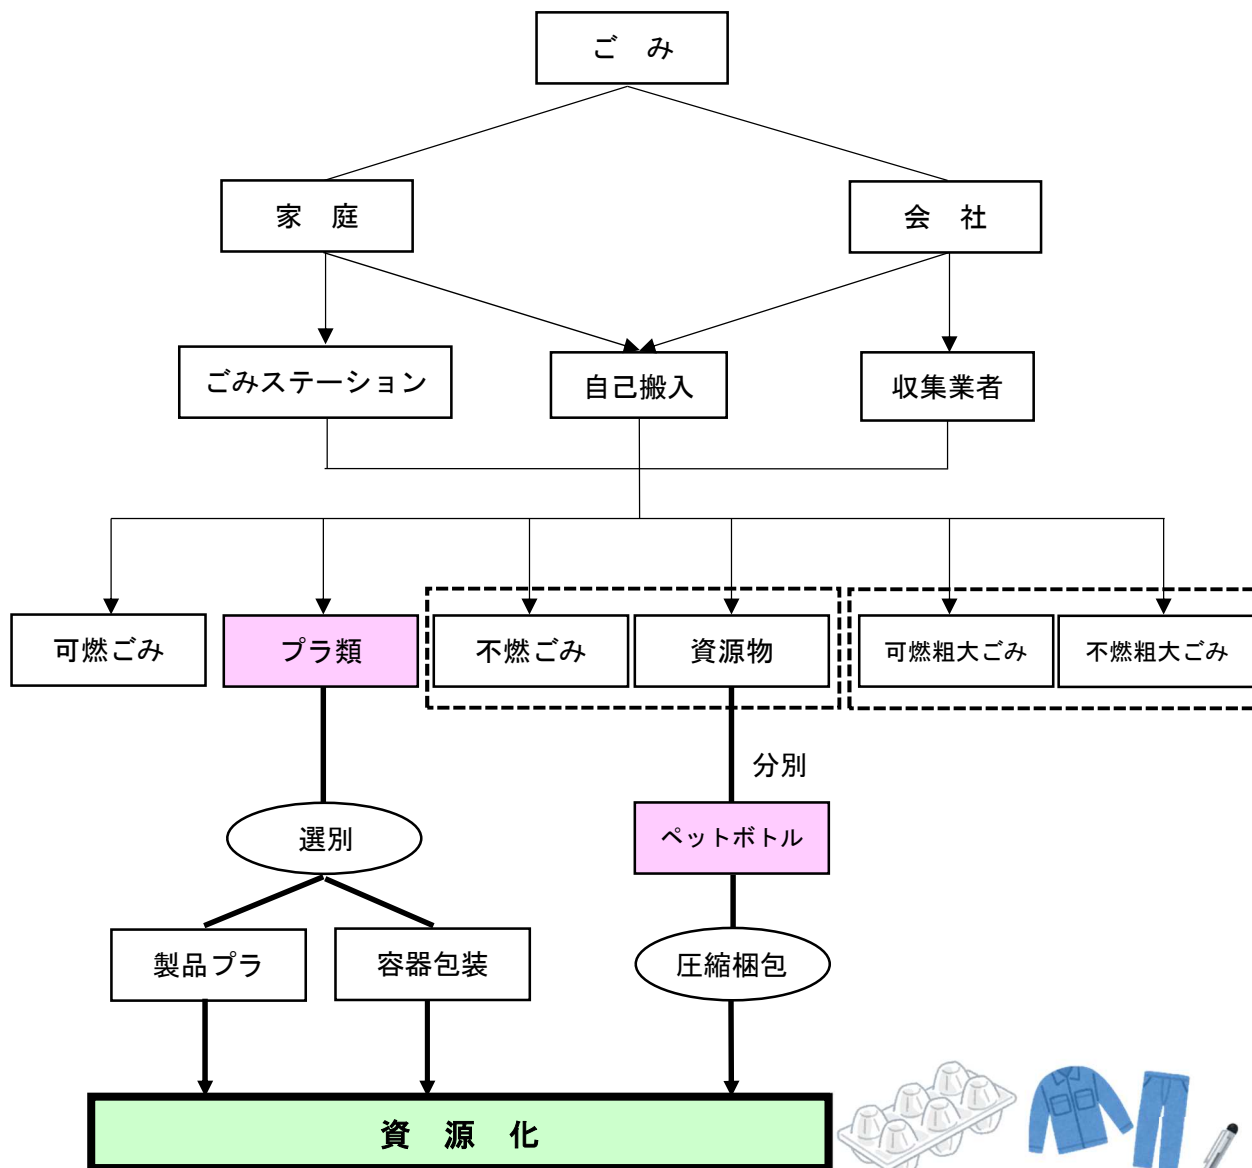 ご　み
家　庭
会　社
ごみステーション
自己搬入
収集業者
可燃ごみ
プラ類
不燃ごみ
資源物
可燃粗大ごみ
不燃粗大ごみ
分別
選別
ペットボトル
製品プラ
容器包装
圧縮梱包
資　源　化